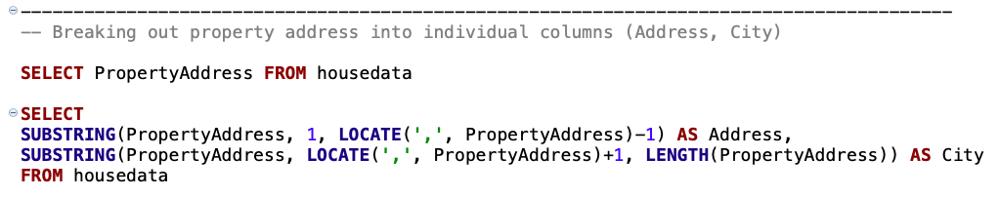 --------------------------------------------------------------------------------------------
-- Breaking out property address into individual columns (Address, City)
SELECT PropertyAddress FROM housedata
SELECT
SUBSTRING(PropertyAddress, 1, LOCATE(',', PropertyAddress)-1) AS Address,
SUBSTRING(PropertyAddress, LOCATE(',', PropertyAddress)+1, LENGTH(PropertyAddress)) AS City
FROM housedata